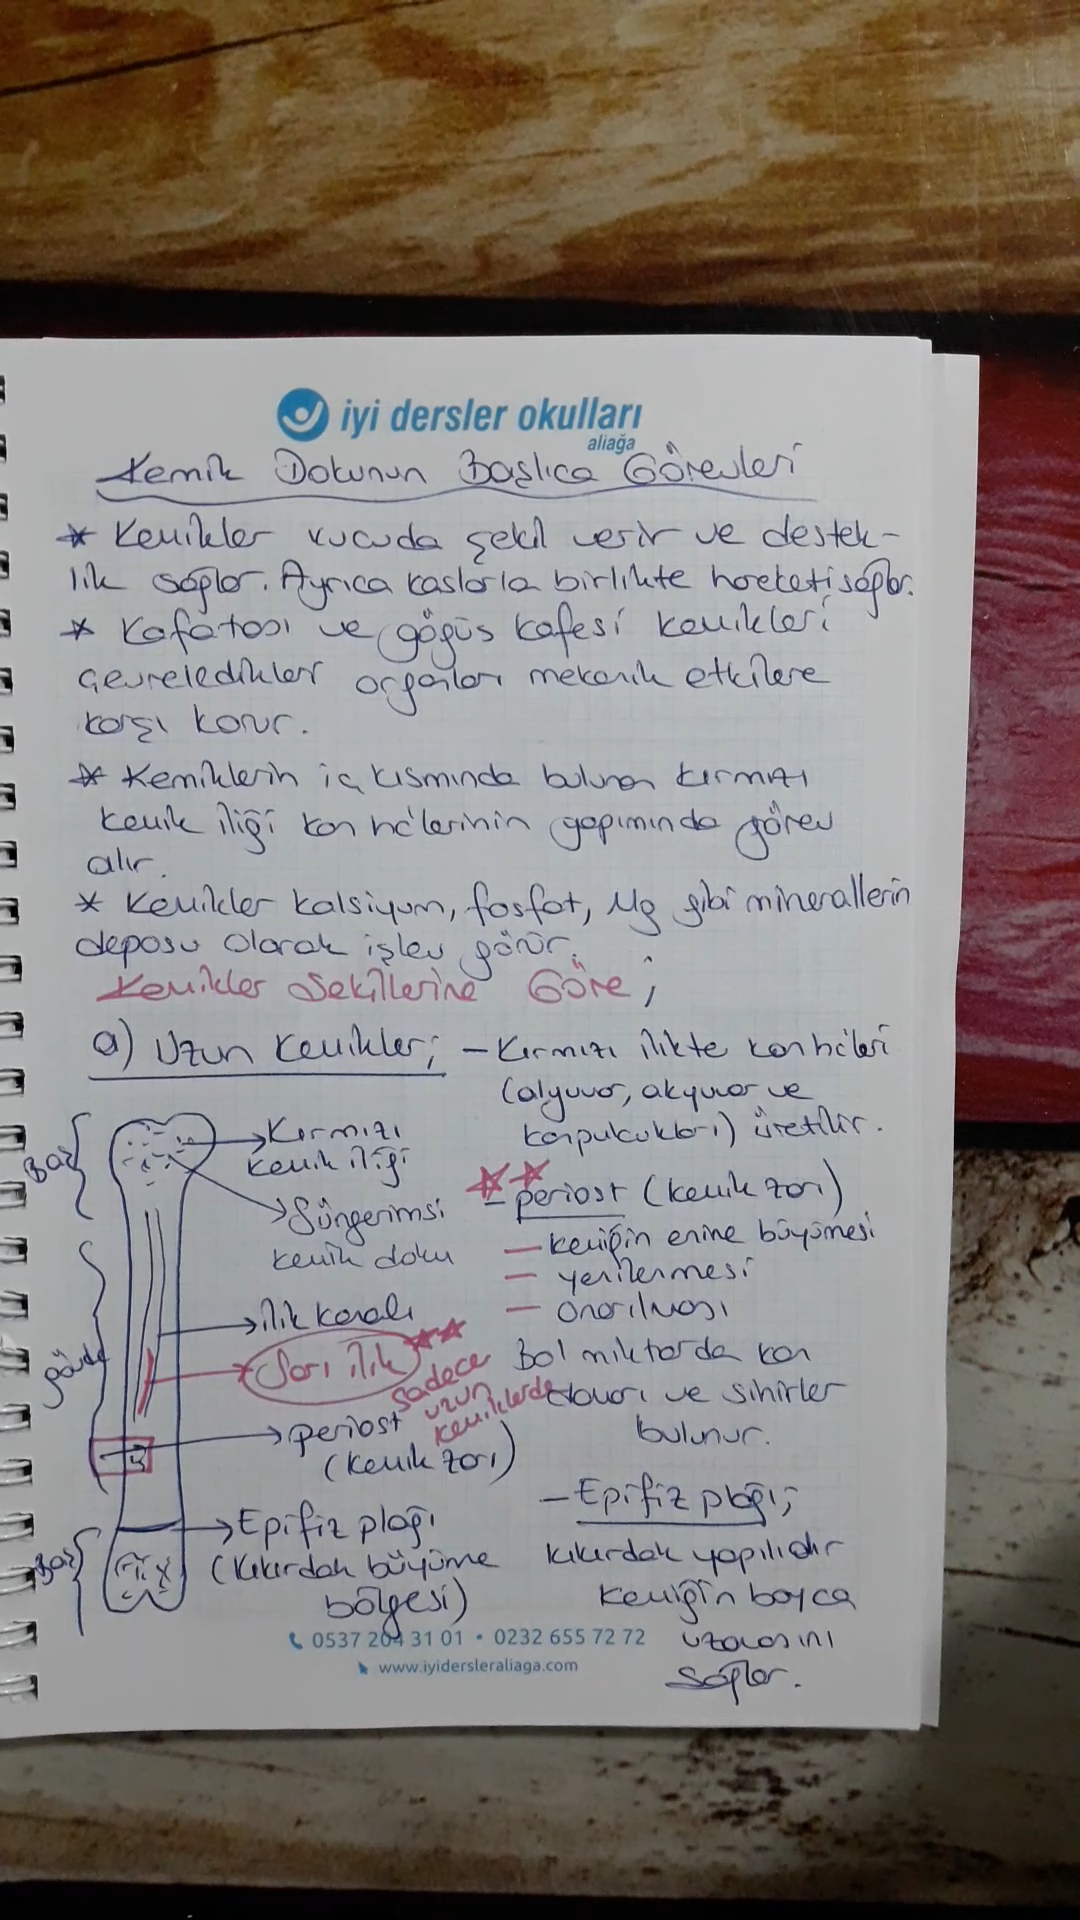 iyi dersler okulları
aliağa
Kemik Dokunun Başlıca Görevleri
* Kemikler vücuda şekil verir ve destek-
lik sağlar. Ayrıca kaslarla birlikte hareketi sağlar.
* Kafatası ve göğüs kafesi kemikleri
çevreledikleri organları mekanik etkilere
karşı korur.
* Kemiklerin iç kısmında bulunan kırmızı
kemik iliği kan hc'lerinin yapımında görev
alır.
* Kemikler kalsiyum, fosfat, Mg gibi minerallerin
deposu olarak işlev görür.
Kemikler Şekillerine Göre;
a) Uzun Kemikler;
Baş
Kırmızı
kemik iliği
Süngerimsi
kemik doku
gövde
ilik kanalı
Sarı ilik
sadece
uzun
kemiklerde
periost
(kemik zarı)
Epifiz plağı
(Kıkırdak büyüme
bölgesi)
Baş
- Kırmızı ilikte kan hcleri
(alyuvar, akyuvar ve
kan pulcukları) üretilir.
- periost (kemik zarı)
- kemiğin enine büyümesi
- yenilenmesi
- onarılması
Bol miktarda kan
damarı ve sinirler
bulunur.
- Epifiz plağı;
kıkırdak yapılıdır
kemiğin boyca
uzamasını
sağlar.
0537 204 31 01 • 0232 655 72 72
www.iyidersleraliaga.com